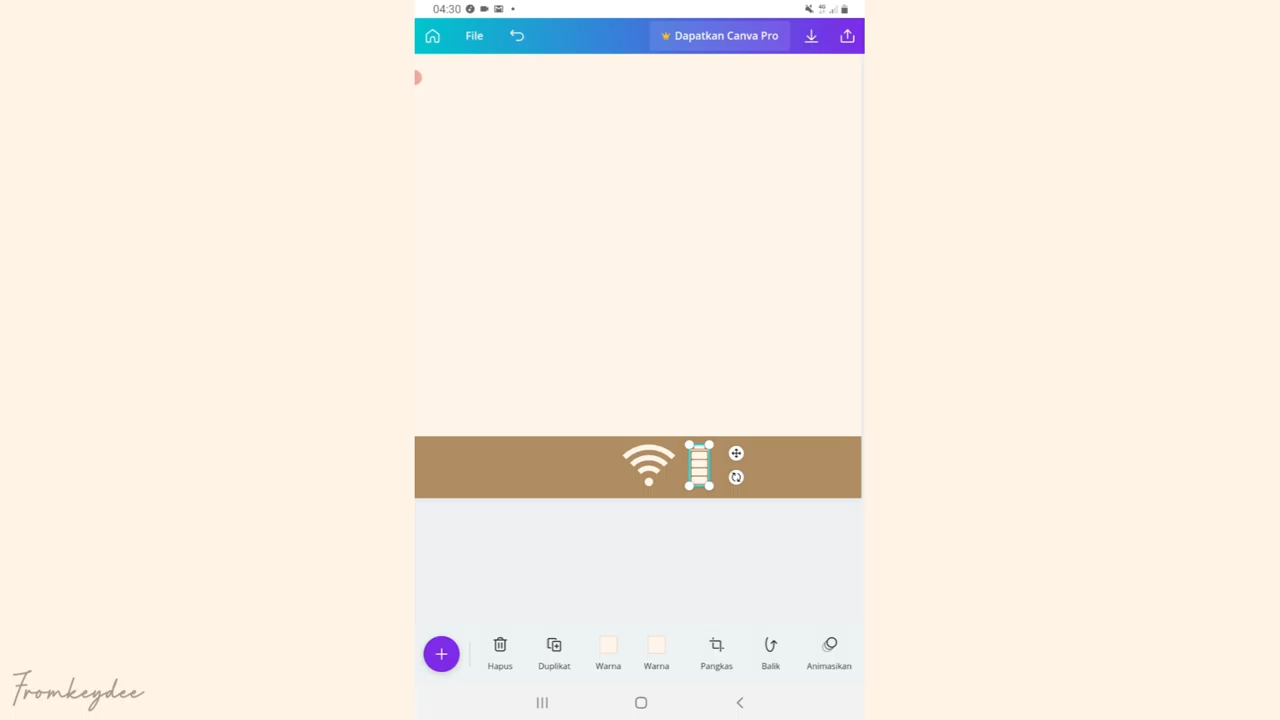 04:30
File
Dapatkan Canva Pro
Hapus
Duplikat
Warna
Warna
Pangkas
Balik
Animasikan
Fromkeydee